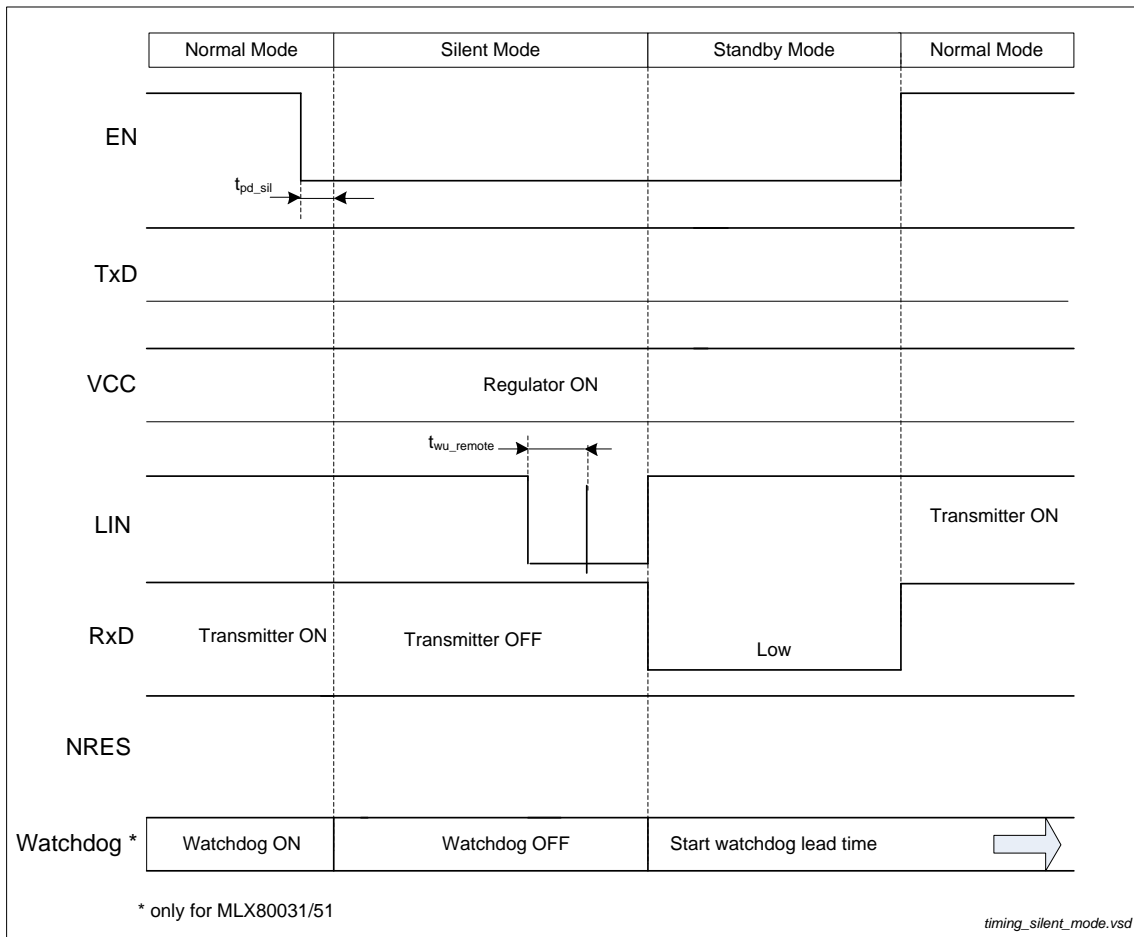 Normal Mode Silent Mode Standby Mode Normal Mode
EN
tpd_sil
TxD
VCC
Regulator ON
twu_remote
LIN
Transmitter ON
RxD
Transmitter ON Transmitter OFF Low
NRES
Watchdog * Watchdog ON Watchdog OFF Start watchdog lead time
* only for MLX80031/51
timing_silent_mode.vsd